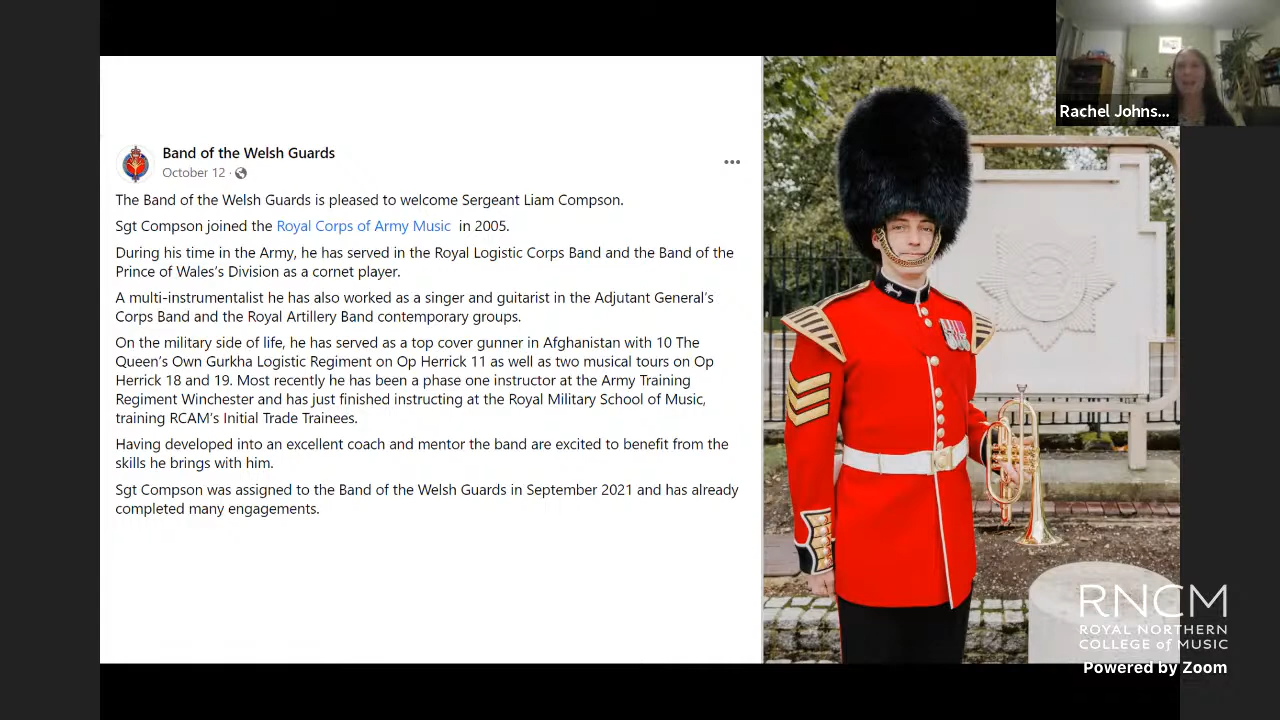 Rachel Johns...
Band of the Welsh Guards
October 12 ·
The Band of the Welsh Guards is pleased to welcome Sergeant Liam Compson.
Sgt Compson joined the Royal Corps of Army Music in 2005.
During his time in the Army, he has served in the Royal Logistic Corps Band and the Band of the
Prince of Wales's Division as a cornet player.
A multi-instrumentalist he has also worked as a singer and guitarist in the Adjutant General's
Corps Band and the Royal Artillery Band contemporary groups.
On the military side of life, he has served as a top cover gunner in Afghanistan with 10 The
Queen's Own Gurkha Logistic Regiment on Op Herrick 11 as well as two musical tours on Op
Herrick 18 and 19. Most recently he has been a phase one instructor at the Army Training
Regiment Winchester and has just finished instructing at the Royal Military School of Music,
training RCAM's Initial Trade Trainees.
Having developed into an excellent coach and mentor the band are excited to benefit from the
skills he brings with him.
Sgt Compson was assigned to the Band of the Welsh Guards in September 2021 and has already
completed many engagements.
RNCM
ROYAL NORTHERN
COLLEGE of MUSIC
Powered by Zoom